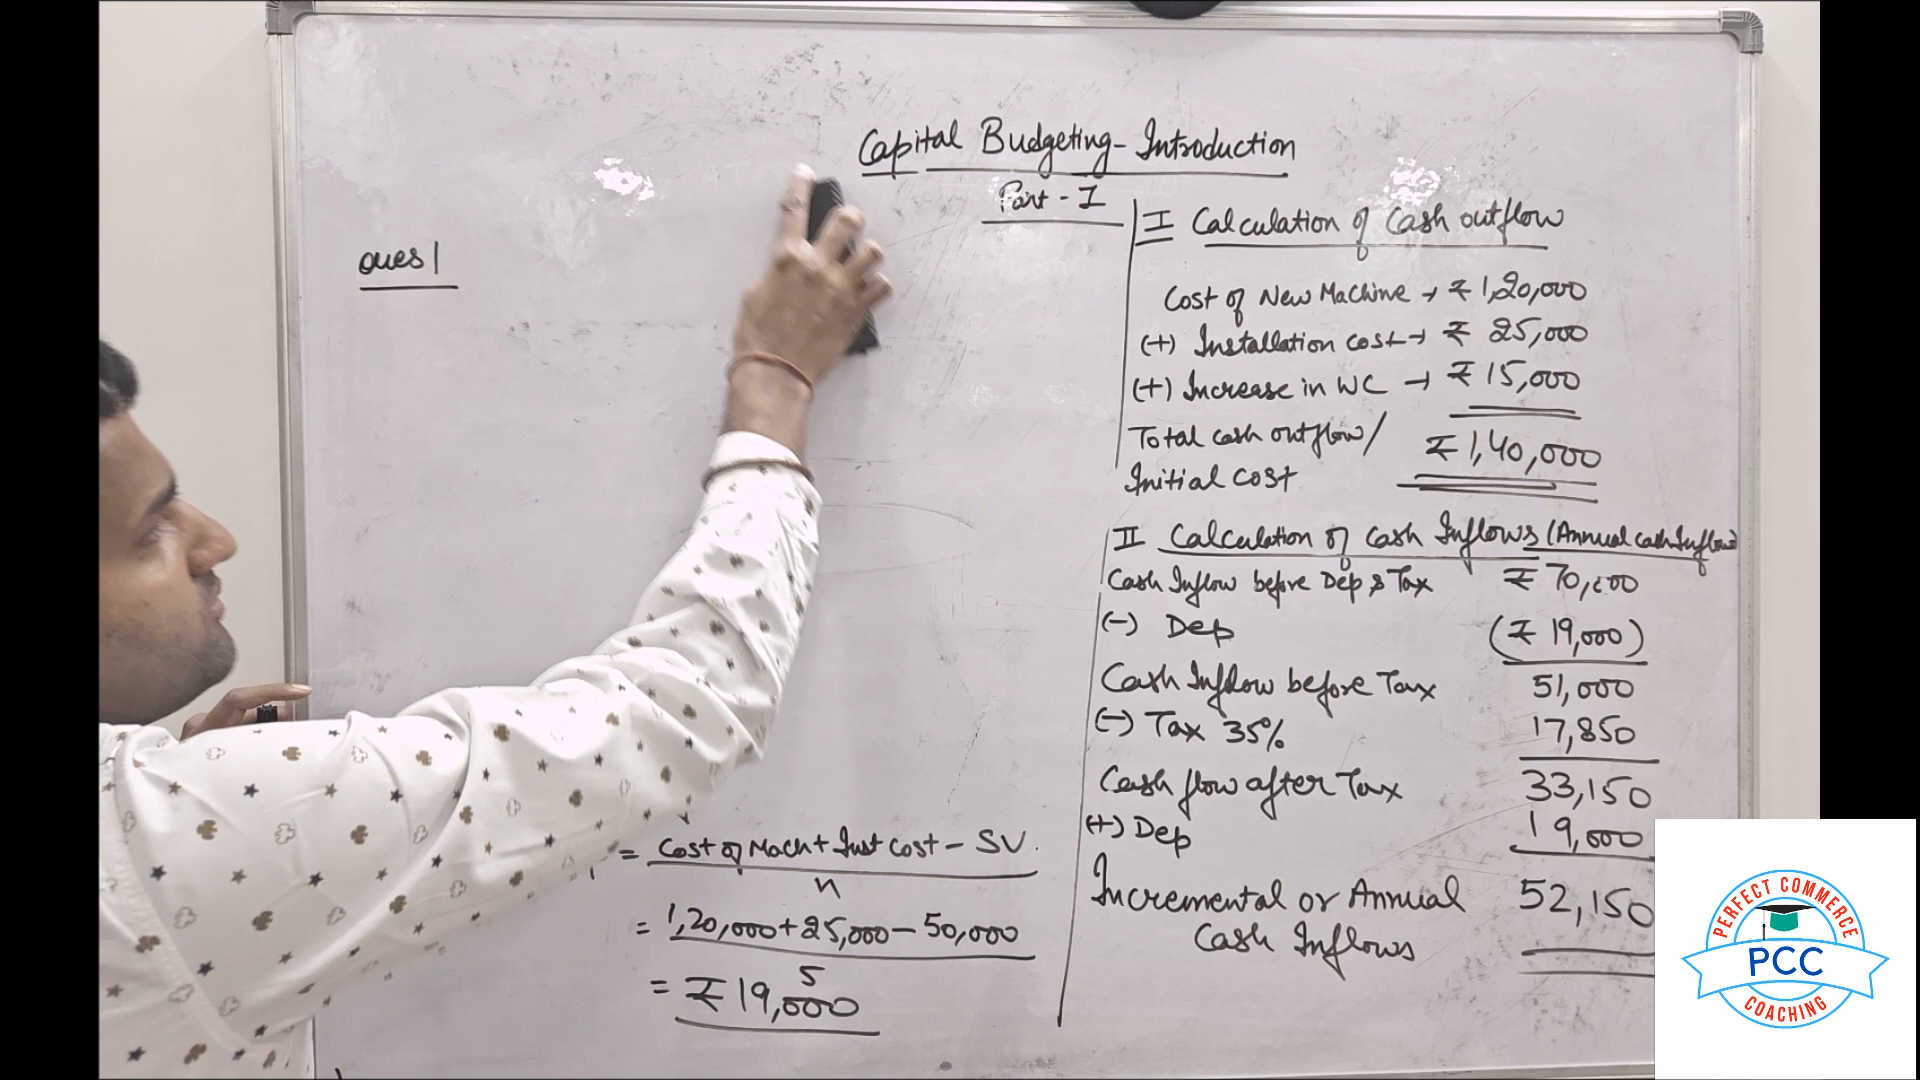 Capital Budgeting - Introduction
Part - I
Ques 1
I Calculation of Cash outflow
Cost of New Machine → ₹ 1,20,000
(+) Installation cost → ₹ 25,000
(+) Increase in WC → ₹ 15,000
Total cash outflow/ ₹ 1,40,000
Initial cost
II Calculation of Cash Inflows (Annual cash Inflow)
Cash Inflow before Dep & Tax ₹ 70,000
(-) Dep (₹ 19,000)
Cash Inflow before Tax 51,000
(-) Tax 35% 17,850
Cash flow after Tax 33,150
(+) Dep 19,000
Incremental or Annual 52,150
Cash Inflows
= Cost of Mach + Inst cost - SV.
n
= 1,20,000 + 25,000 - 50,000
5
= ₹ 19,000
PERFECT COMMERCE
PCC
COACHING